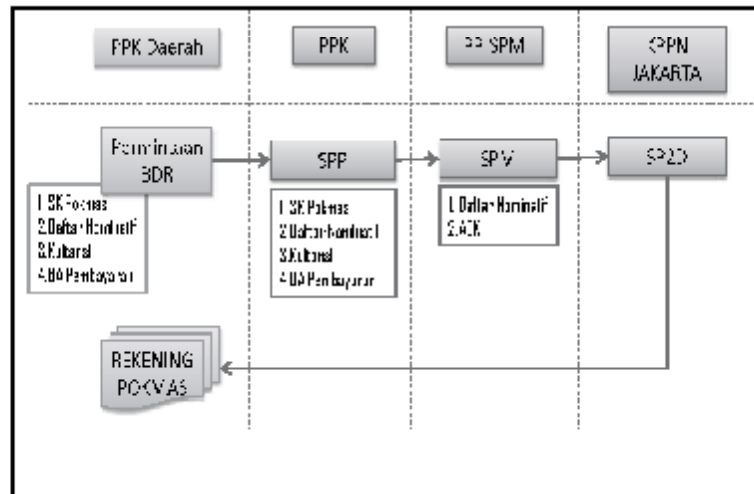 PPK Daerah
PPK
PP SPM
KPPN
JAKARTA
Permintaan
BDR
SPP
SPM
SP2D
1. SK Pokmas
2. Daftar Nominatif
3. Kuitansi
4. BA Pembayaran
1. SK Pokmas
2. Daftar Nominatif
3. Kuitansi
4. BA Pembayaran
1. Daftar Nominatif
2. ADK
REKENING
POKMAS